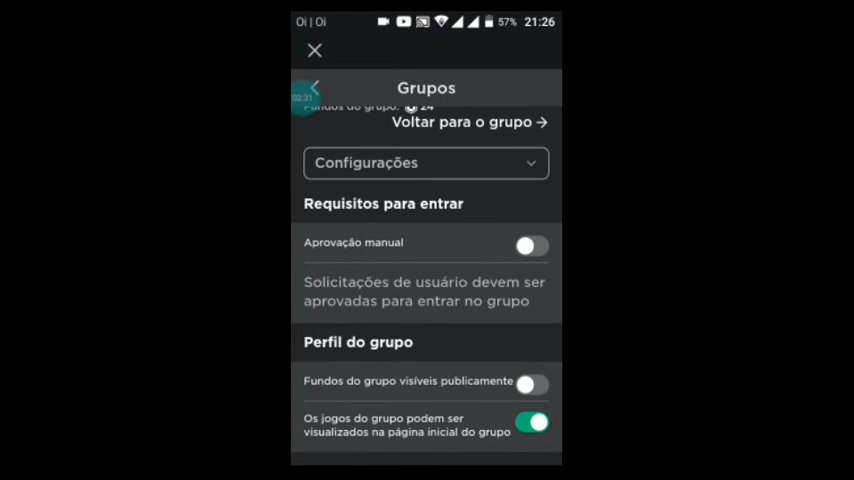 Oi | Oi 57% 21:26
02:31
Grupos
Fundos do grupo: 24
Voltar para o grupo →
Configurações
Requisitos para entrar
Aprovação manual
Solicitações de usuário devem ser
aprovadas para entrar no grupo
Perfil do grupo
Fundos do grupo visíveis publicamente
Os jogos do grupo podem ser
visualizados na página inicial do grupo